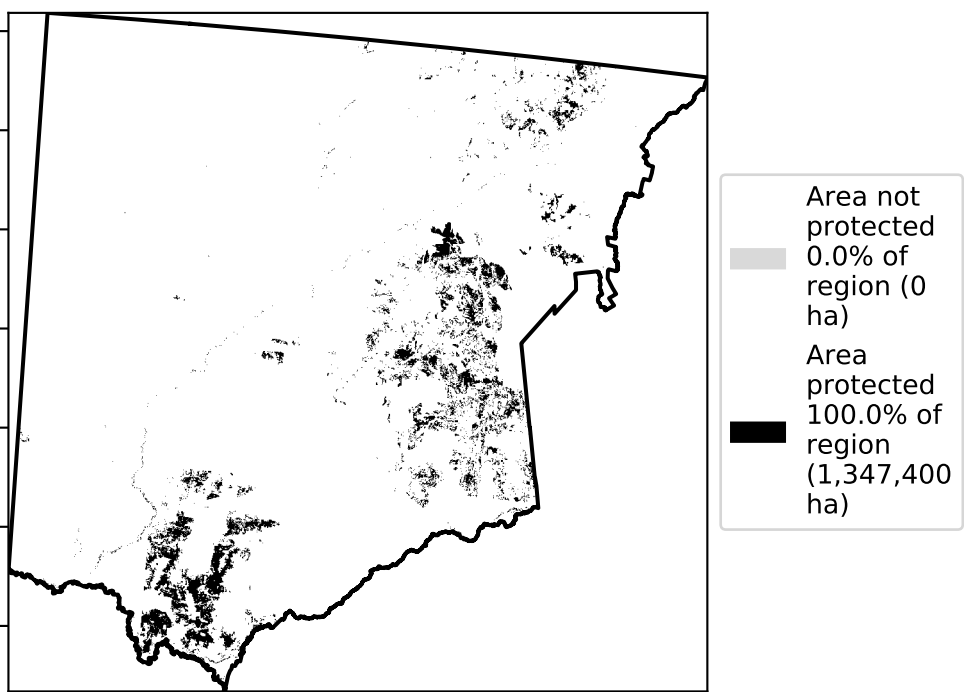 Area not
protected
0.0% of
region (0
ha)
Area
protected
100.0% of
region
(1,347,400
ha)